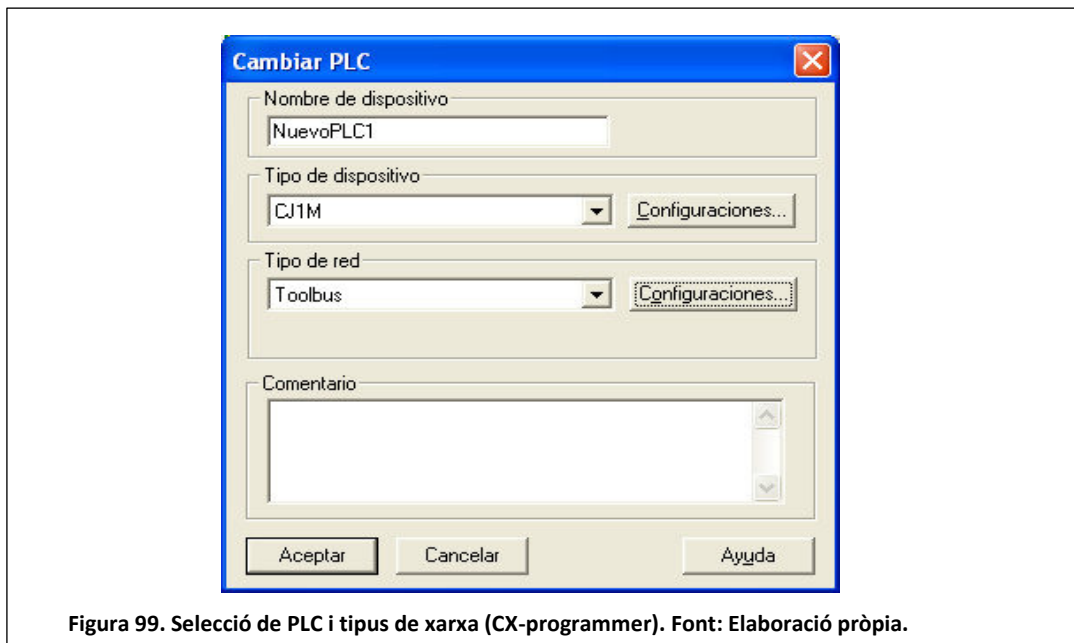 Cambiar PLC
Nombre de dispositivo
NuevoPLC1
Tipo de dispositivo
CJ1M
Configuraciones...
Tipo de red
Toolbus
Configuraciones...
Comentario
Aceptar
Cancelar
Ayuda
Figura 99. Selecció de PLC i tipus de xarxa (CX-programmer). Font: Elaboració pròpia.